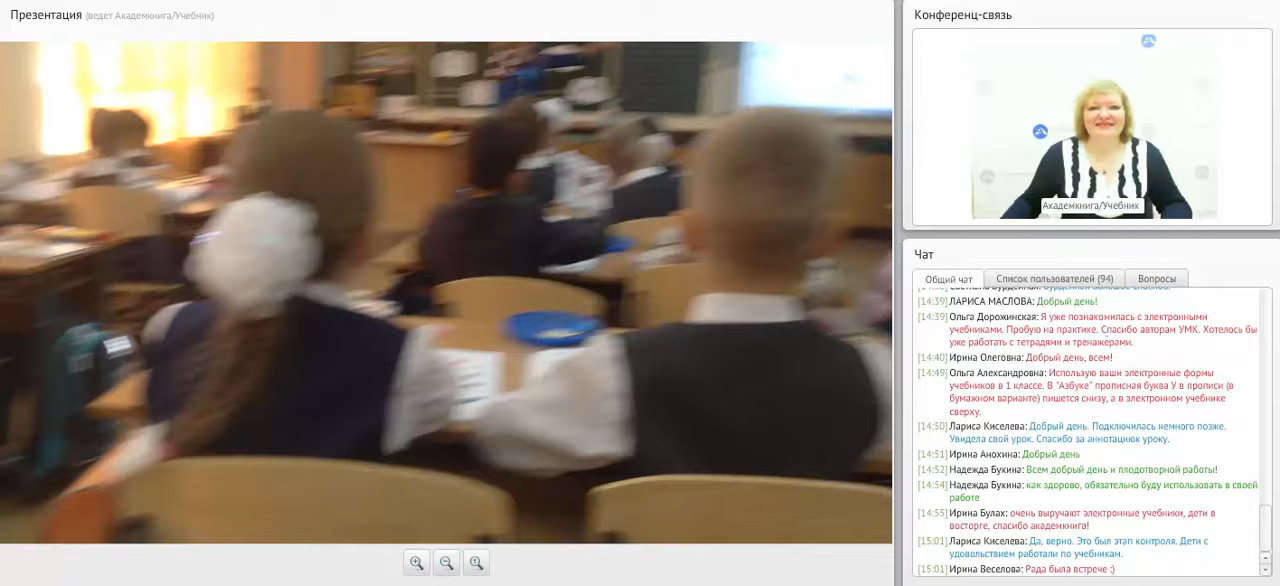 Презентация (ведет Академкнига/Учебник)
Конференц-связь
Академкнига/Учебник
Чат
Общий чат
Список пользователей (94)
Вопросы
[14:39] ЛАРИСА МАСЛОВА: Добрый день!
[14:39] Ольга Дорожинская: Я уже познакомилась с электронными
учебниками. Пробую на практике. Спасибо авторам УМК. Хотелось бы
уже работать с тетрадями и тренажерами.
[14:40] Ирина Олеговна: Добрый день, всем!
[14:49] Ольга Александровна: Использую ваши электронные формы
учебников в 1 классе. В "Азбуке" прописная буква У в прописи (в
бумажном варианте) пишется снизу, а в электронном учебнике
сверху.
[14:50] Лариса Киселева: Добрый день. Подключилась немного позже.
Увидела свой урок. Спасибо за аннотациюк уроку.
[14:51] Ирина Анохина: Добрый день
[14:52] Надежда Букина: Всем добрый день и плодотворной работы!
[14:54] Надежда Букина: как здорово, обязательно буду использовать в своей
работе
[14:55] Ирина Булах: очень выручают электронные учебники, дети в
восторге, спасибо академкнига!
[15:01] Лариса Киселева: Да, верно. Это был этап контроля. Дети с
удовольствием работали по учебникам.
[15:01] Ирина Веселова: Рада была встрече :)